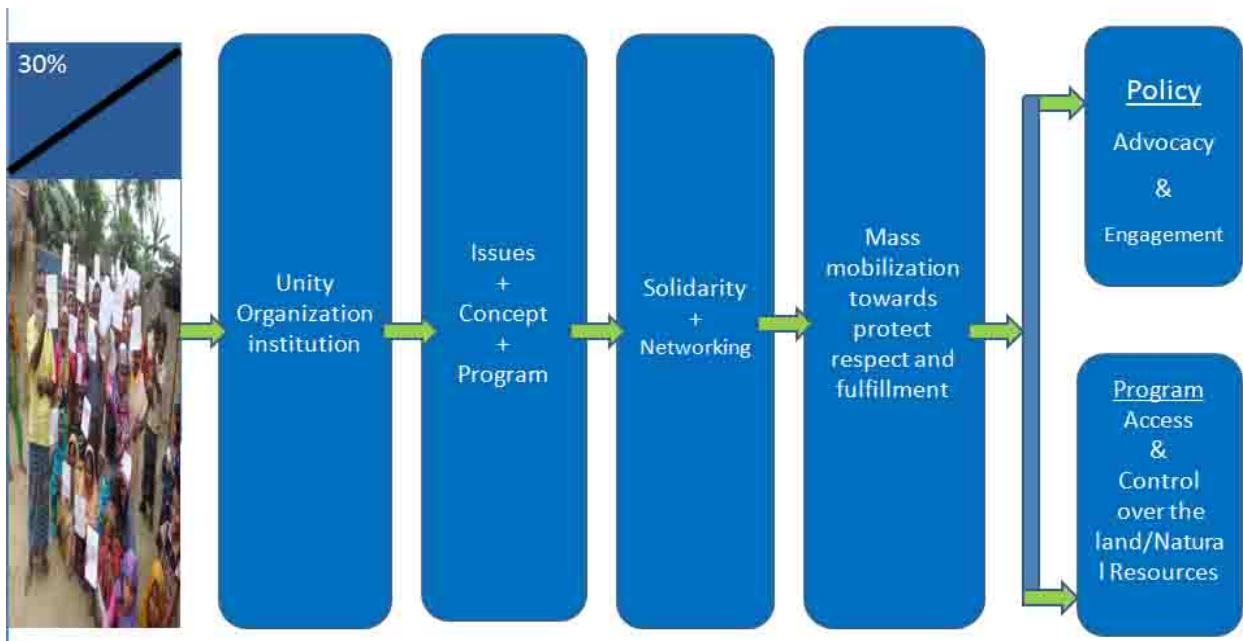 30%
Unity
Organization
institution
Issues
+
Concept
+
Program
Solidarity
+
Networking
Mass
mobilization
towards
protect
respect and
fulfillment
Policy
Advocacy
&
Engagement
Program
Access
&
Control
over the
land/Natura
l Resources